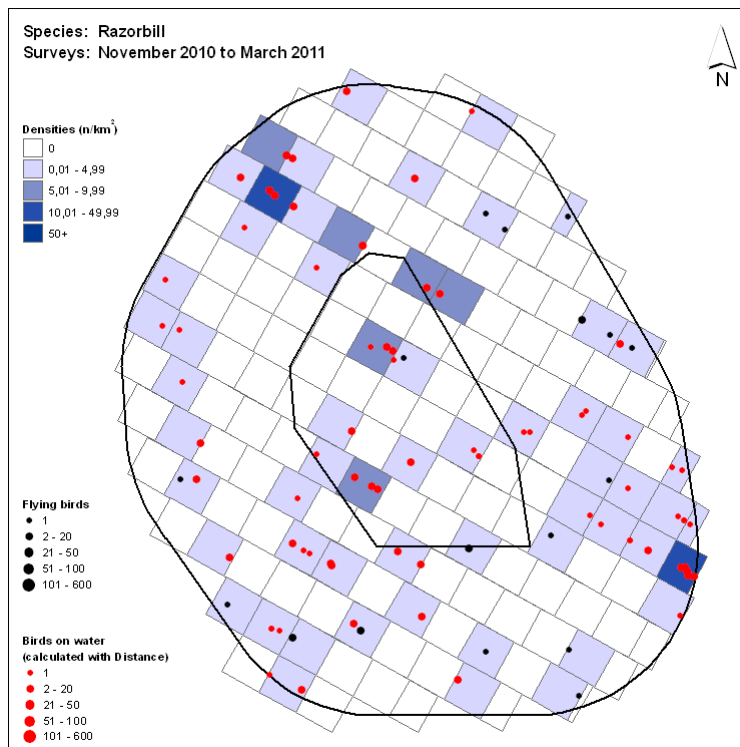 Species: Razorbill
Surveys: November 2010 to March 2011
N
Densities (n/km²)
0
0,01 - 4,99
5,01 - 9,99
10,01 - 49,99
50+
Flying birds
1
2 - 20
21 - 50
51 - 100
101 - 600
Birds on water
(calculated with Distance)
1
2 - 20
21 - 50
51 - 100
101 - 600